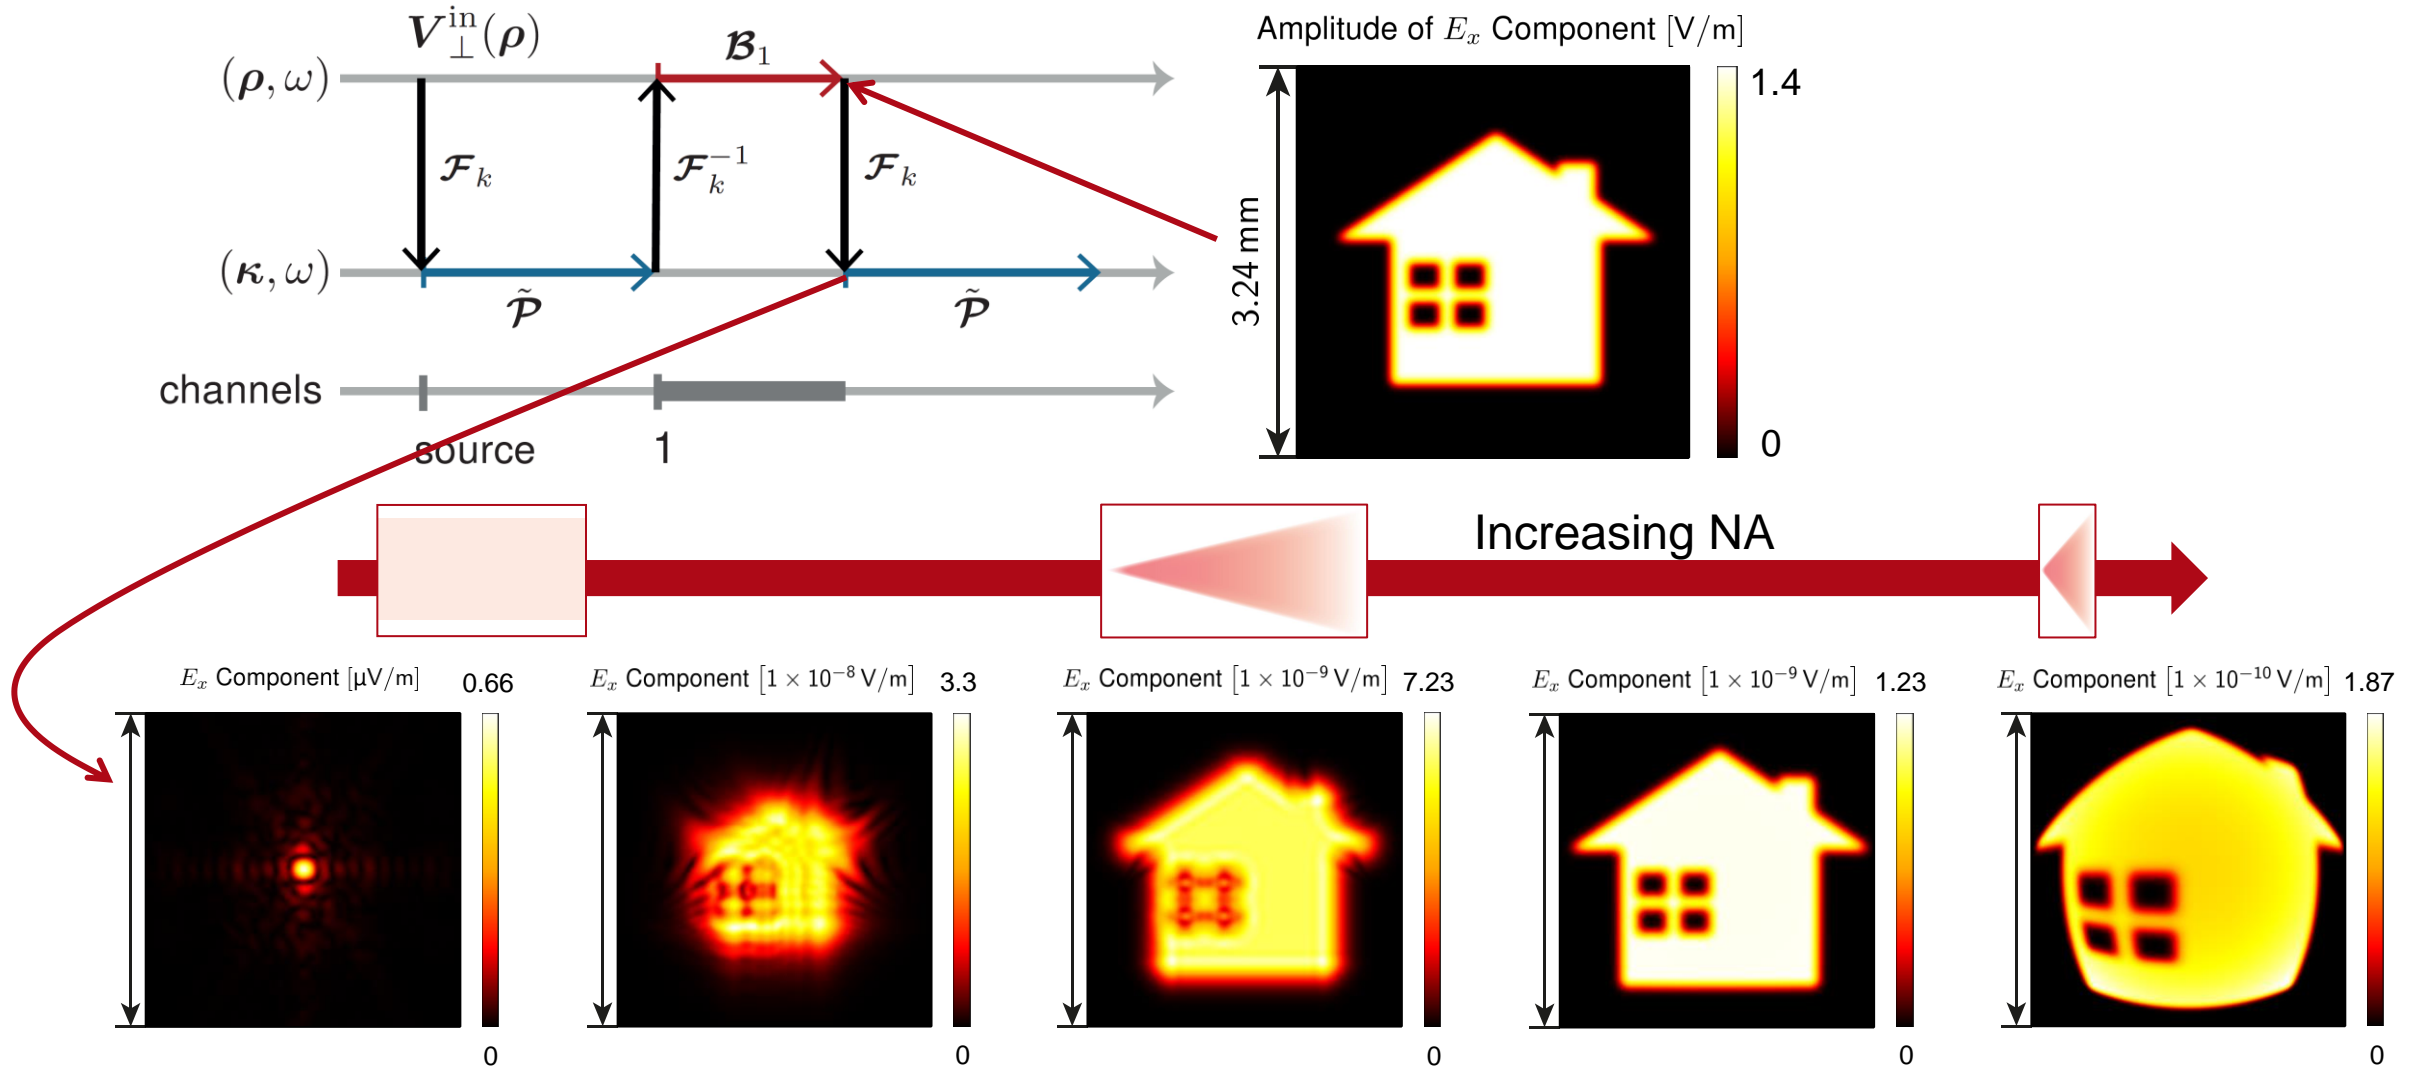 V⊥^in(ρ)
(ρ, ω)
ℬ₁
ℱₖ
ℱₖ⁻¹
ℱₖ
(κ, ω)
𝒫̃
𝒫̃
channels
source
1
Amplitude of Eₓ Component [V/m]
3.24 mm
1.4
0
Increasing NA
Eₓ Component [µV/m]
0.66
0
Eₓ Component [1 × 10⁻⁸ V/m]
3.3
0
Eₓ Component [1 × 10⁻⁹ V/m]
7.23
0
Eₓ Component [1 × 10⁻⁹ V/m]
1.23
0
Eₓ Component [1 × 10⁻¹⁰ V/m]
1.87
0